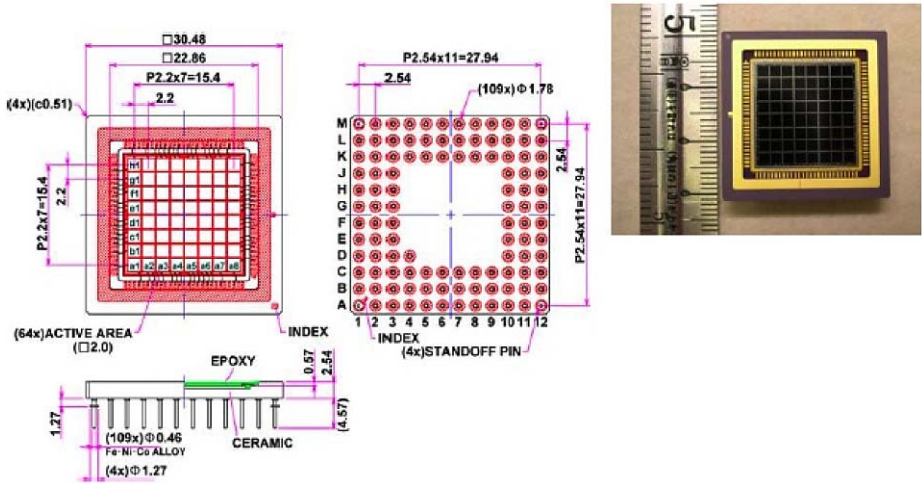 □30.48
□22.86
P2.2x7=15.4
2.2
(4x)(c0.51)
P2.2x7=15.4
2.2
h1
g1
f1
e1
d1
c1
b1
a1 a2 a3 a4 a5 a6 a7 a8
(64x)ACTIVE AREA
(□2.0)
INDEX
P2.54x11=27.94
2.54
(109x)Φ1.78
M
L
K
J
H
G
F
E
D
C
B
A
1 2 3 4 5 6 7 8 9 10 11 12
2.54
P2.54x11=27.94
INDEX
(4x)STANDOFF PIN
EPOXY
0.57
2.54
1.27
(4.57)
CERAMIC
(109x)Φ0.46
Fe-Ni-Co ALLOY
(4x)Φ1.27
5